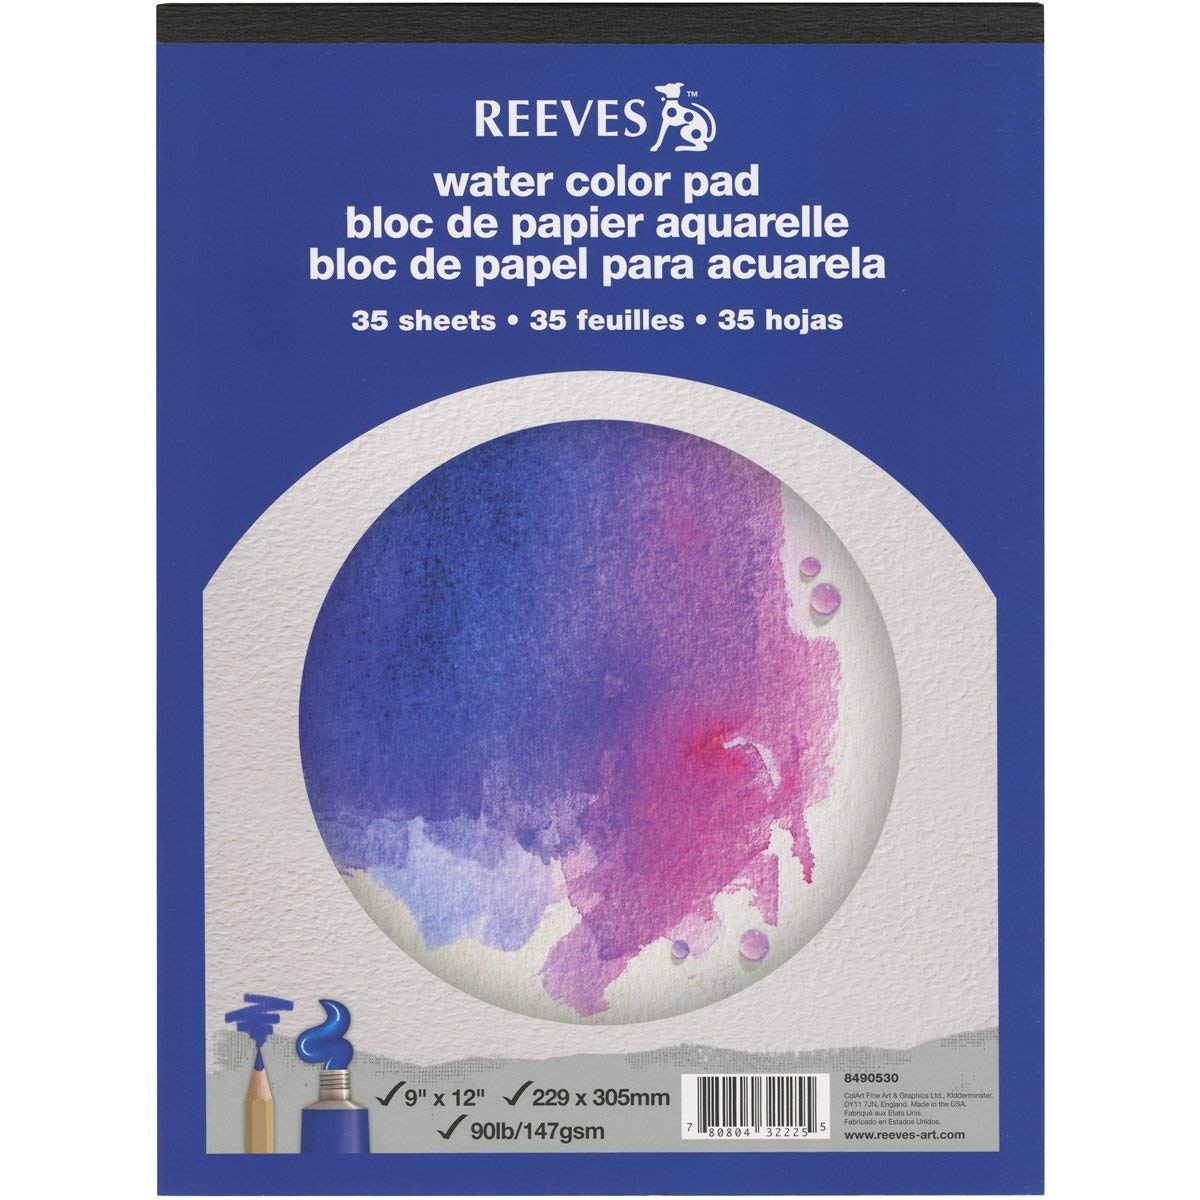 REEVES™
water color pad
bloc de papier aquarelle
bloc de papel para acuarela
35 sheets • 35 feuilles • 35 hojas
✓ 9" x 12" ✓ 229 x 305mm
✓ 90lb/147gsm
7 80804 32225 5
8490530
ColArt Fine Art & Graphics Ltd., Kidderminster.
DY11 7JN, England. Made in the USA.
Fabriqué aux Etats Unis.
Fabricado en Estados Unidos.
www.reeves-art.com